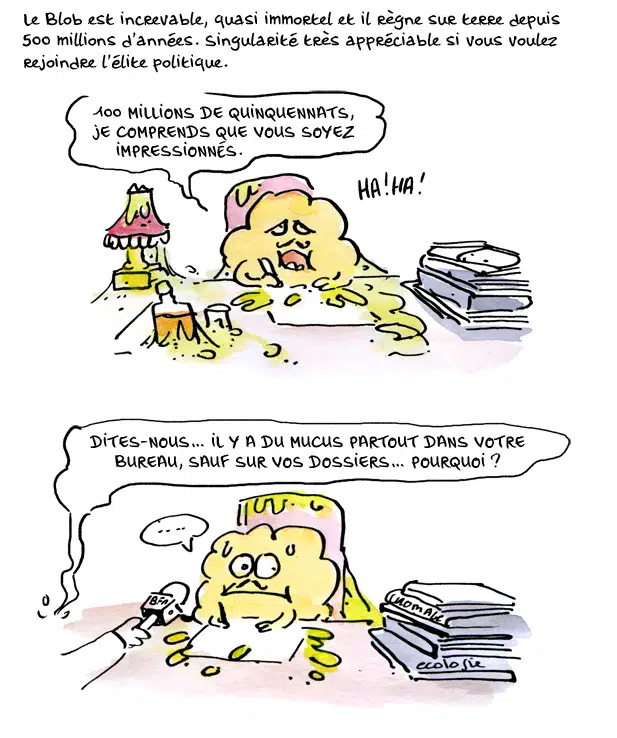 Le Blob est increvable, quasi immortel et il règne sur terre depuis
500 millions d'années. Singularité très appréciable si vous voulez
rejoindre l'élite politique.
100 MILLIONS DE QUINQUENNATS,
JE COMPRENDS QUE VOUS SOYEZ
IMPRESSIONNÉS.
HA! HA!
DITES-NOUS... IL Y A DU MUCUS PARTOUT DANS VOTRE
BUREAU, SAUF SUR VOS DOSSIERS... POURQUOI ?
...
BFA
ecologie